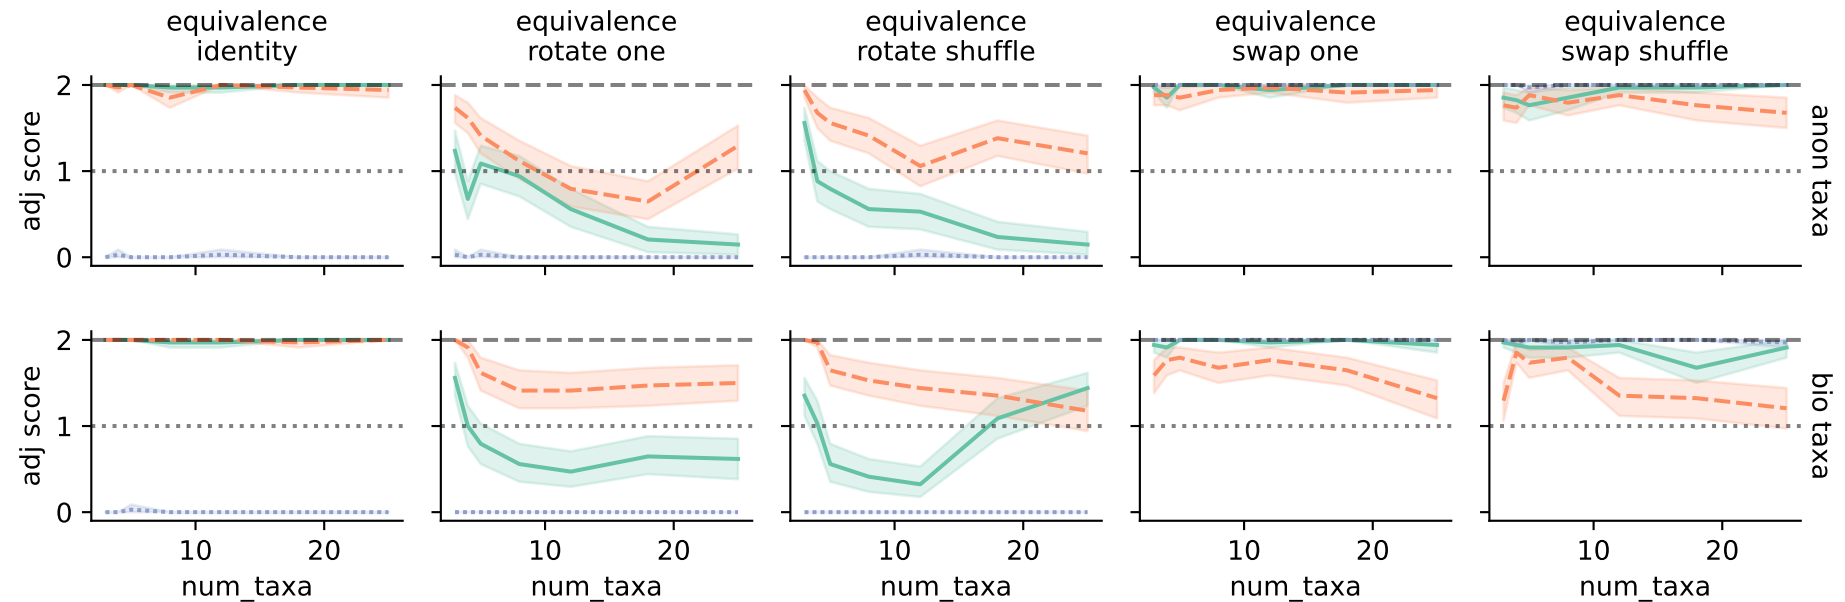 equivalence
identity
equivalence
rotate one
equivalence
rotate shuffle
equivalence
swap one
equivalence
swap shuffle
2
1
0
adj score
10
20
anon taxa
2
1
0
adj score
bio taxa
10
20
10
20
10
20
10
20
10
20
num_taxa
num_taxa
num_taxa
num_taxa
num_taxa